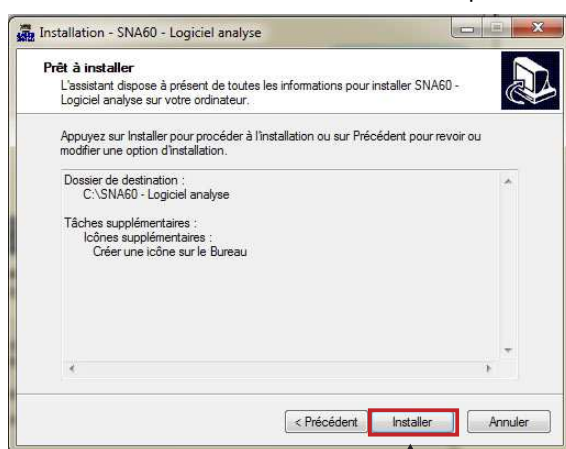 Installation - SNA60 - Logiciel analyse
Prêt à installer
L'assistant dispose à présent de toutes les informations pour installer SNA60 -
Logiciel analyse sur votre ordinateur.
Appuyez sur Installer pour procéder à l'installation ou sur Précédent pour revoir ou
modifier une option d'installation.
Dossier de destination :
C:\SNA60 - Logiciel analyse
Tâches supplémentaires :
Icônes supplémentaires :
Créer une icône sur le Bureau
< Précédent
Installer
Annuler